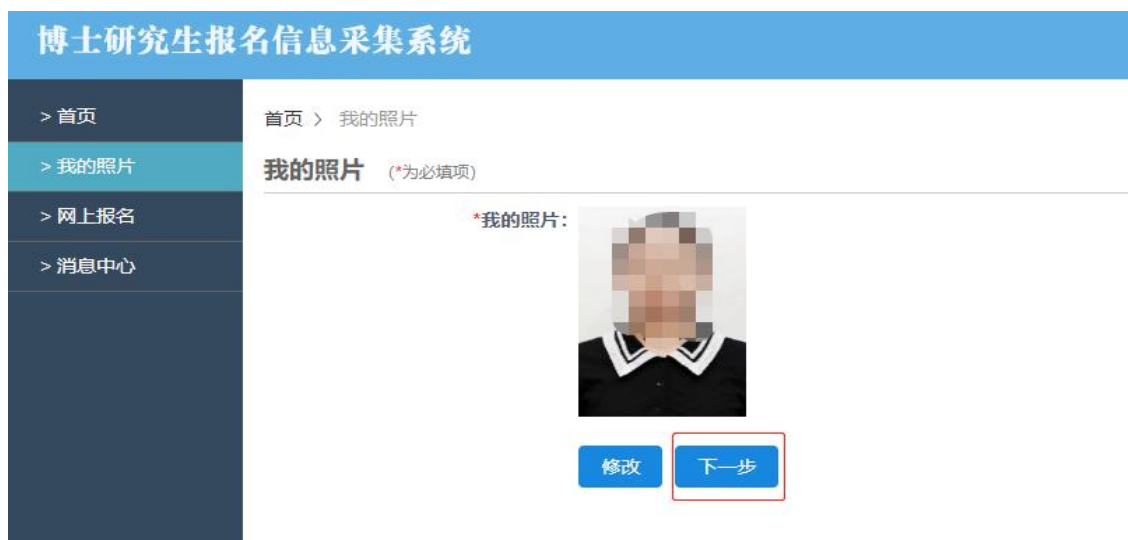 博士研究生报名信息采集系统
> 首页
> 我的照片
> 网上报名
> 消息中心
首页 > 我的照片
我的照片 (*为必填项)
*我的照片:
修改
下一步